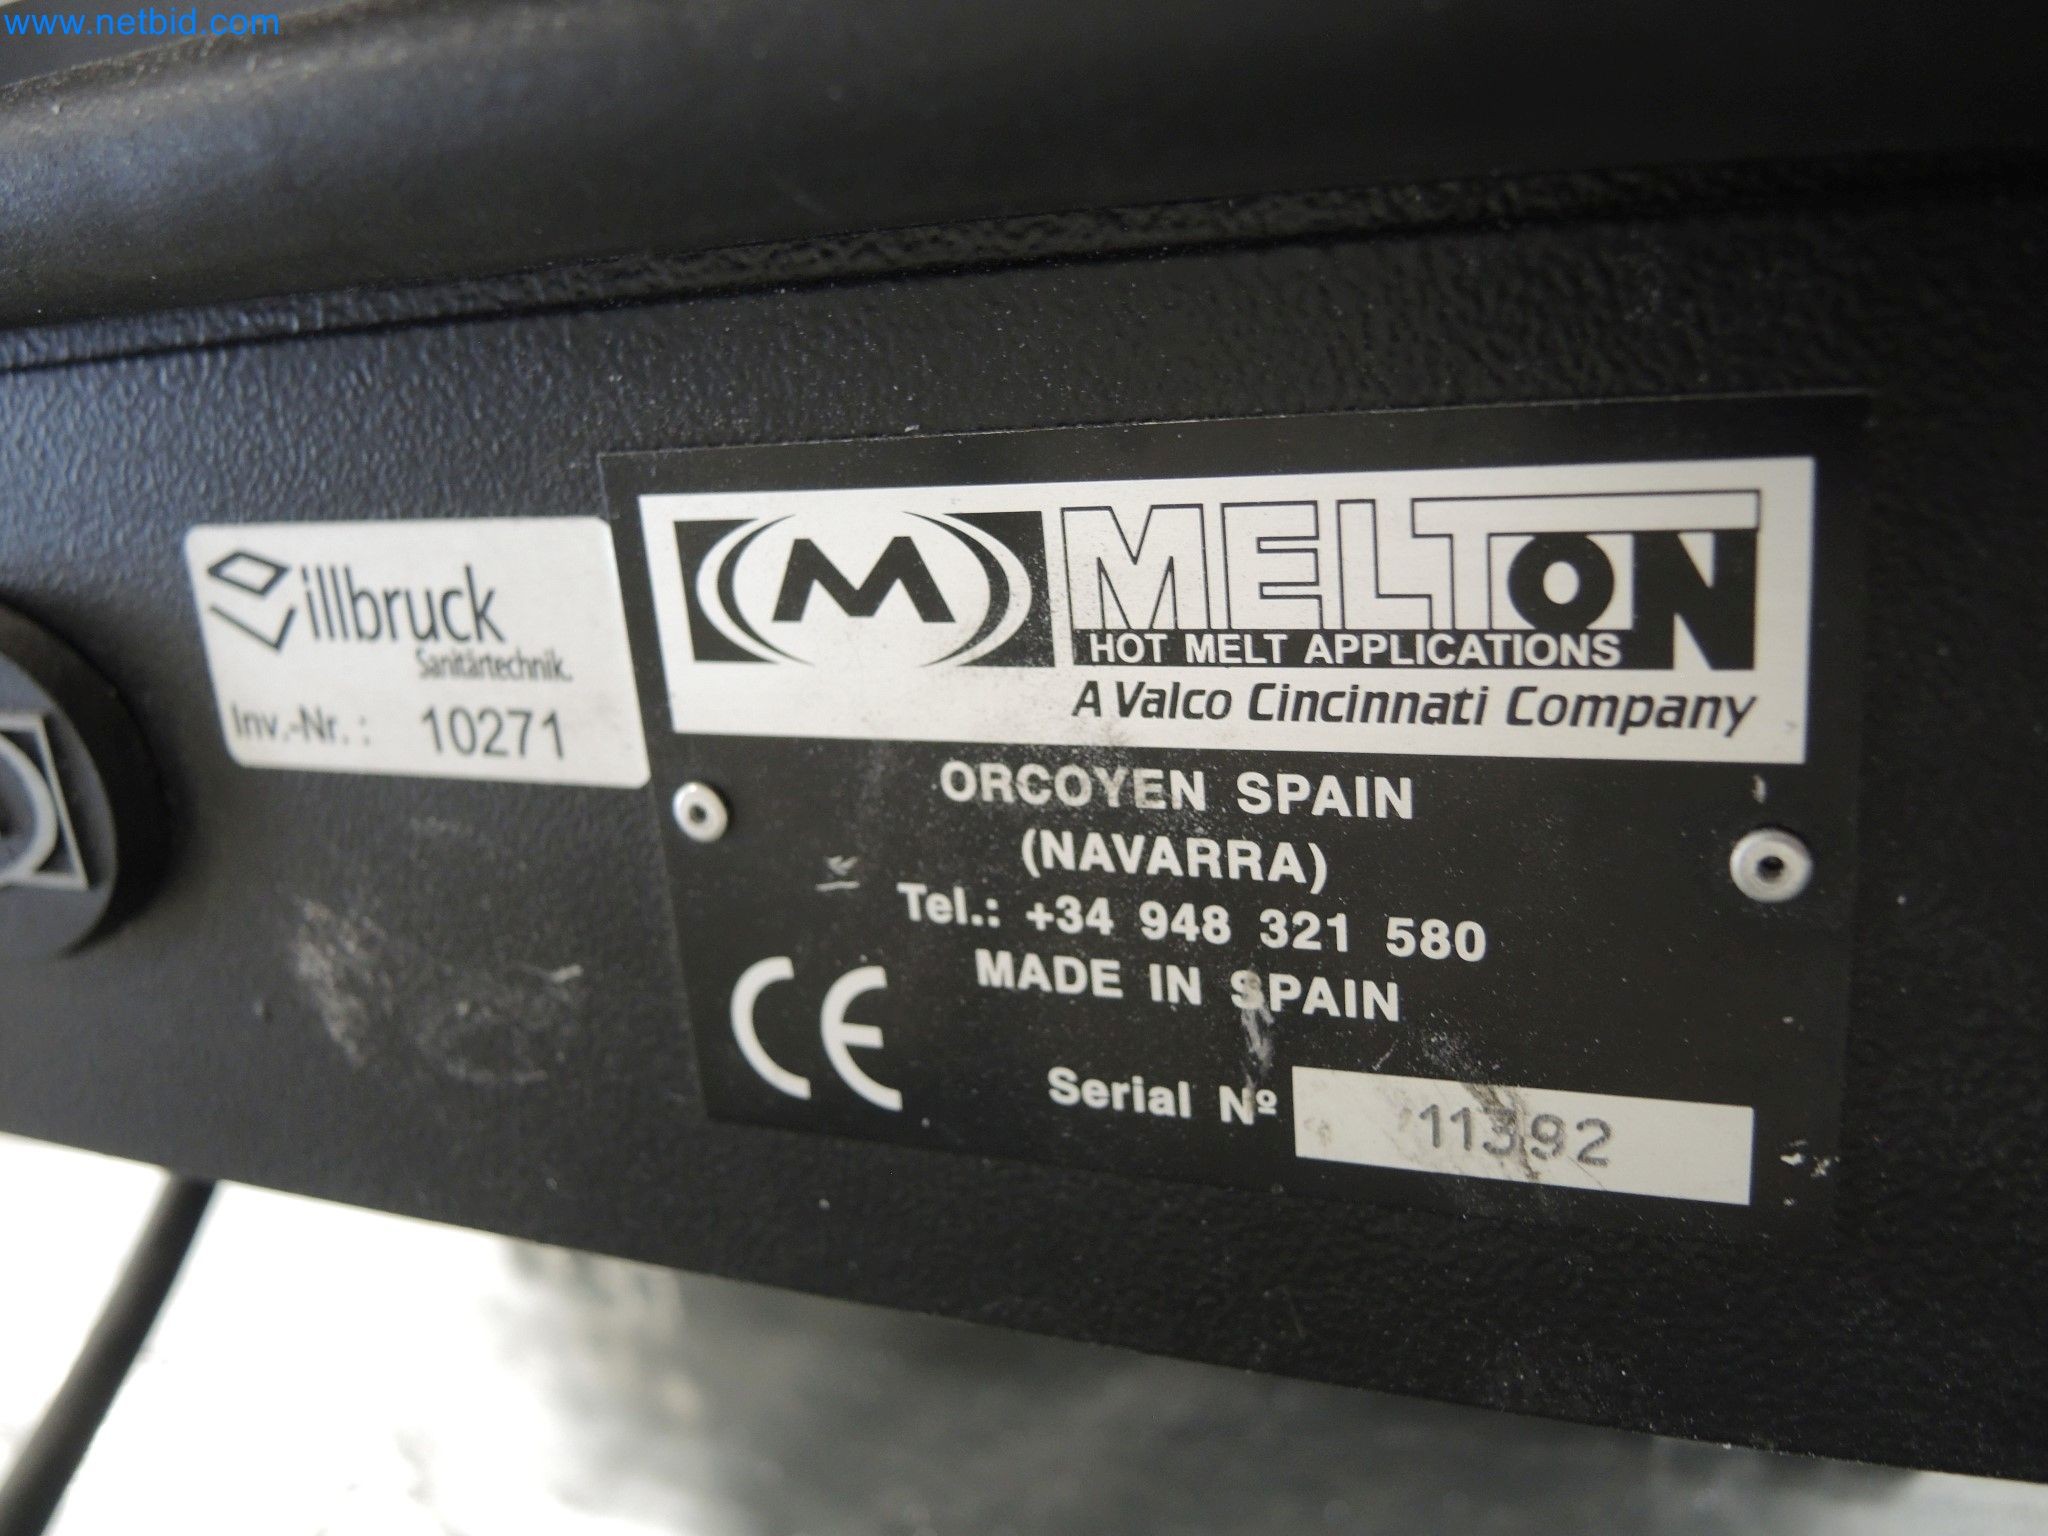 www.netbid.com
illbruck
Sanitärtechnik.
Inv.-Nr.: 10271
M MELTON
HOT MELT APPLICATIONS
A Valco Cincinnati Company
ORCOYEN SPAIN
(NAVARRA)
Tel.: +34 948 321 580
MADE IN SPAIN
CE
Serial Nº 11392